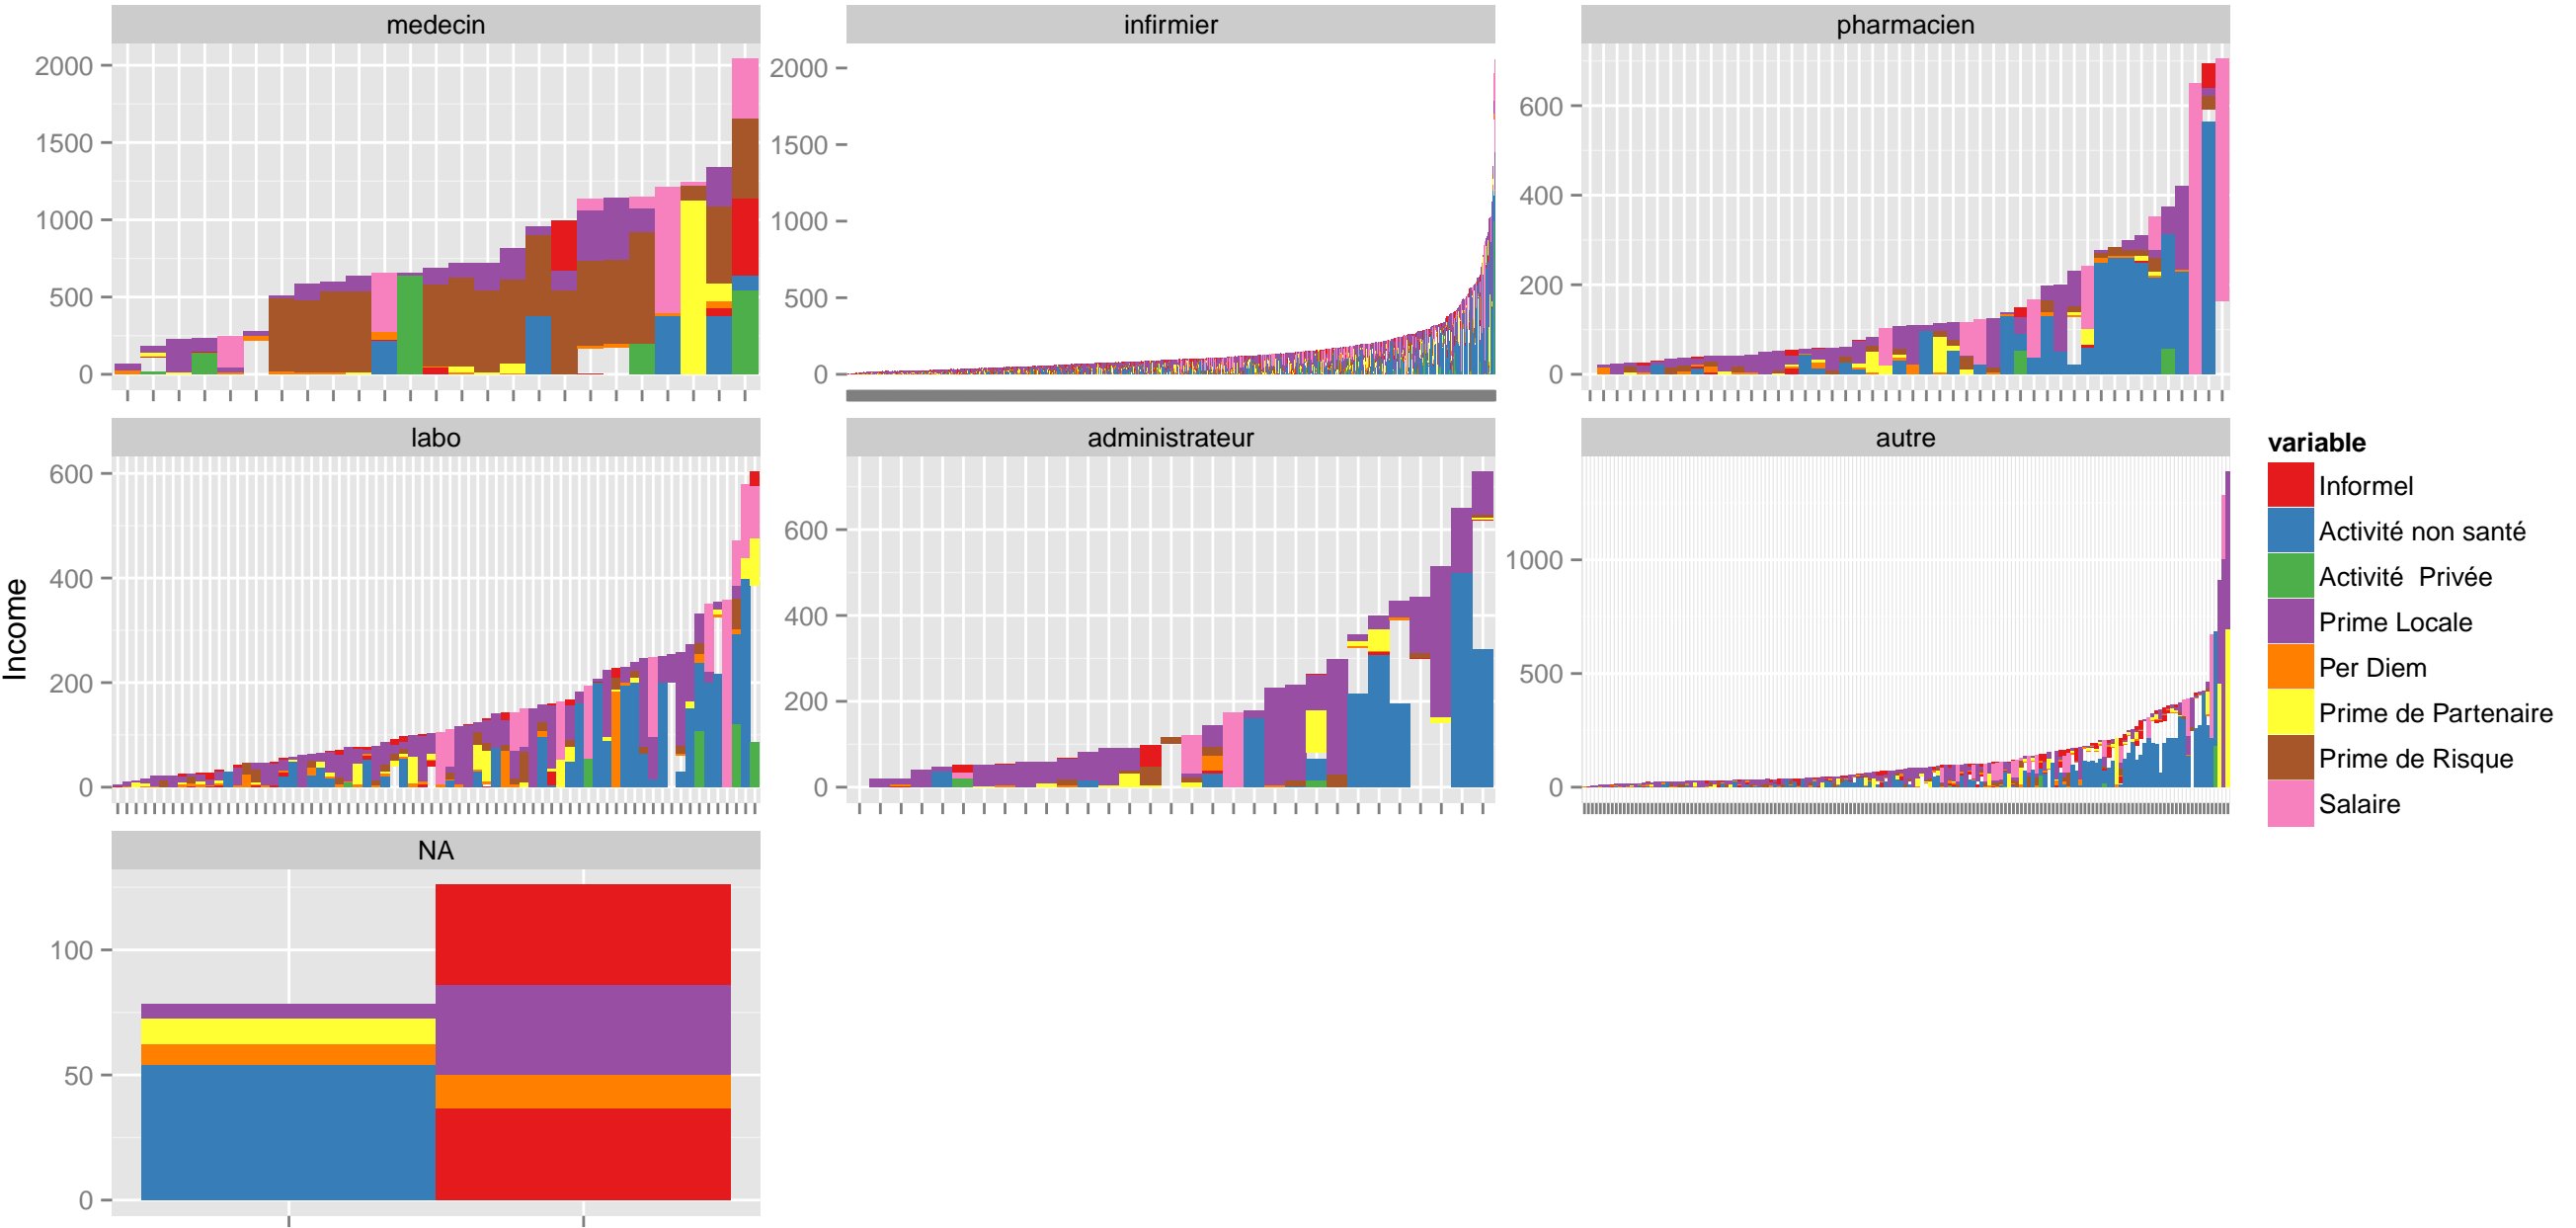 medecin
infirmier
pharmacien
2000
1500
1000
500
0
2000
1500
1000
500
0
600
400
200
0
labo
administrateur
autre
600
400
200
0
600
400
200
0
1000
500
0
NA
100
50
0
Income
variable
Informel
Activité non santé
Activité  Privée
Prime Locale
Per Diem
Prime de Partenaire
Prime de Risque
Salaire